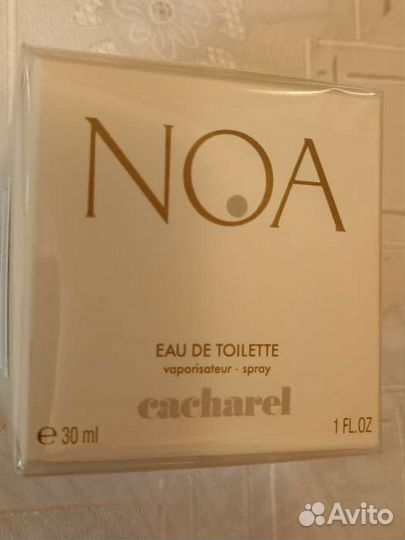 NOA
EAU DE TOILETTE
vaporisateur - spray
cacharel
℮ 30 ml
1 FL.OZ
Avito